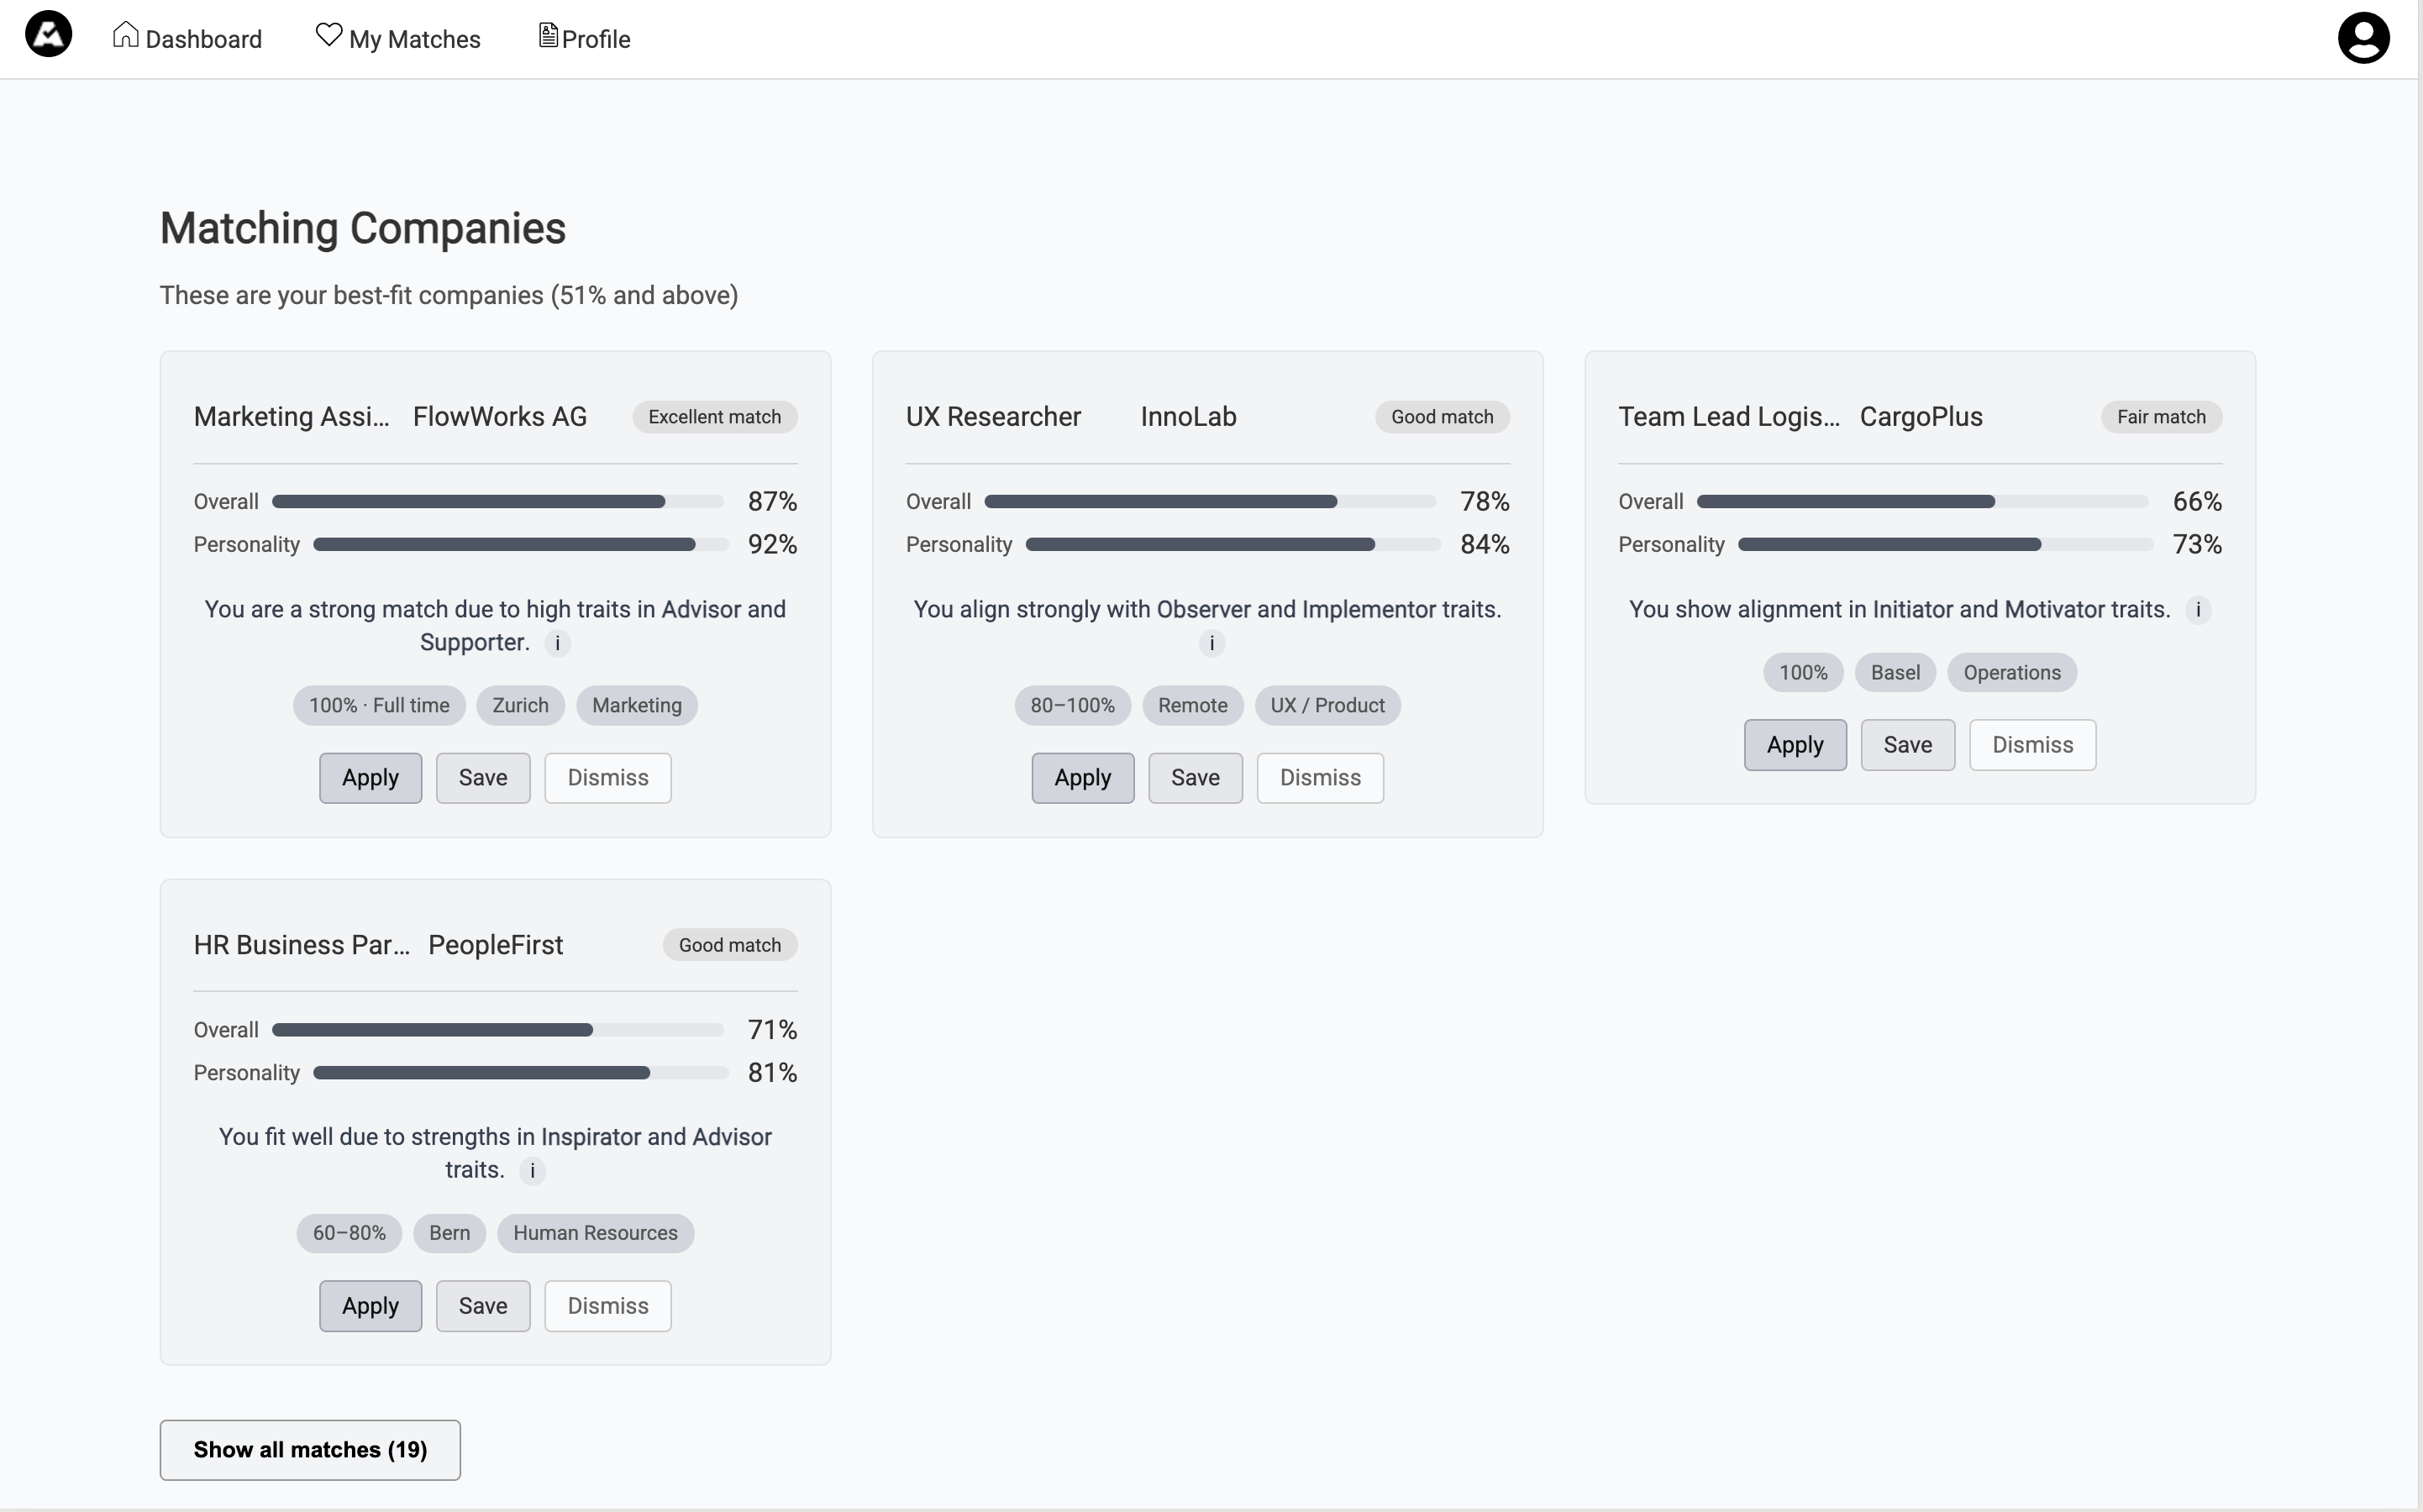 Dashboard My Matches Profile
Matching Companies
These are your best-fit companies (51% and above)
Marketing Assi... FlowWorks AG Excellent match
Overall 87%
Personality 92%
You are a strong match due to high traits in Advisor and
Supporter. i
100% · Full time Zurich Marketing
Apply Save Dismiss
UX Researcher InnoLab Good match
Overall 78%
Personality 84%
You align strongly with Observer and Implementor traits.
i
80–100% Remote UX / Product
Apply Save Dismiss
Team Lead Logis... CargoPlus Fair match
Overall 66%
Personality 73%
You show alignment in Initiator and Motivator traits. i
100% Basel Operations
Apply Save Dismiss
HR Business Par... PeopleFirst Good match
Overall 71%
Personality 81%
You fit well due to strengths in Inspirator and Advisor
traits. i
60–80% Bern Human Resources
Apply Save Dismiss
Show all matches (19)